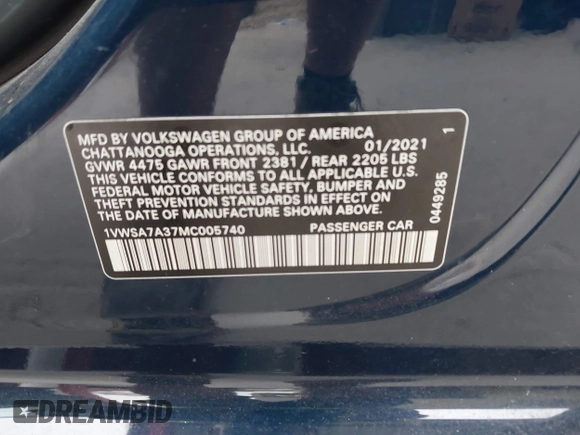 MFD BY VOLKSWAGEN GROUP OF AMERICA
CHATTANOOGA OPERATIONS, LLC. 01/2021
GVWR 4475 GAWR FRONT 2381 / REAR 2205 LBS
THIS VEHICLE CONFORMS TO ALL APPLICABLE U.S.
FEDERAL MOTOR VEHICLE SAFETY, BUMPER AND
THEFT PREVENTION STANDARDS IN EFFECT ON
THE DATE OF MANUFACTURE SHOWN ABOVE
1VWSA7A37MC005740 PASSENGER CAR
0449285 1
DREAMBID